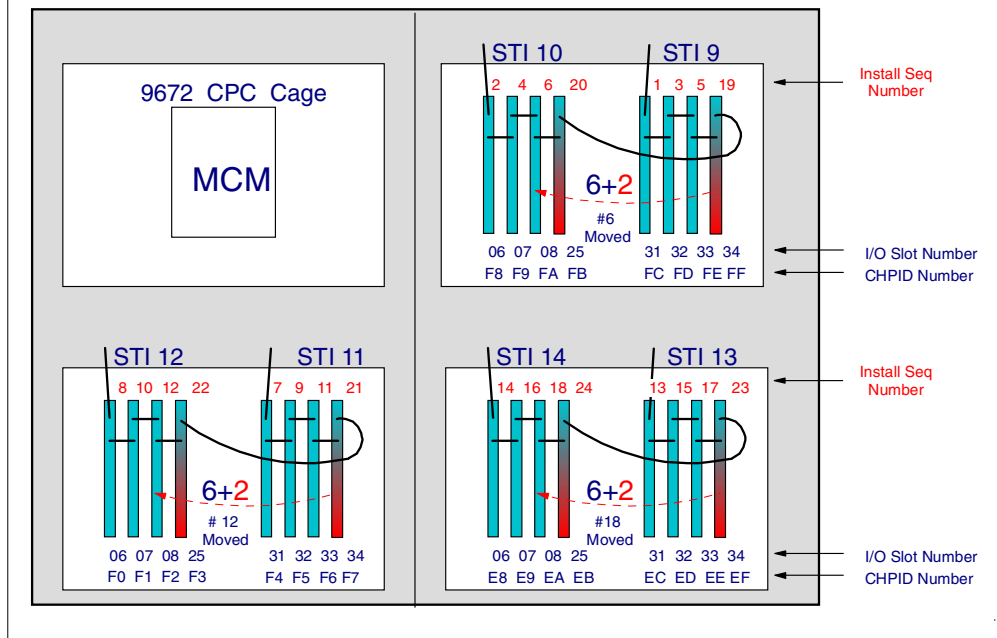 STI 10 STI 9
2 4 6 20 1 3 5 19
Install Seq
Number
9672 CPC Cage
MCM
6+2
#6
Moved
06 07 08 25 31 32 33 34
I/O Slot Number
F8 F9 FA FB FC FD FE FF
CHPID Number
STI 12 STI 11
8 10 12 22 7 9 11 21
6+2
# 12
Moved
06 07 08 25 31 32 33 34
F0 F1 F2 F3 F4 F5 F6 F7
STI 14 STI 13
14 16 18 24 13 15 17 23
Install Seq
Number
6+2
#18
Moved
06 07 08 25 31 32 33 34
I/O Slot Number
E8 E9 EA EB EC ED EE EF
CHPID Number